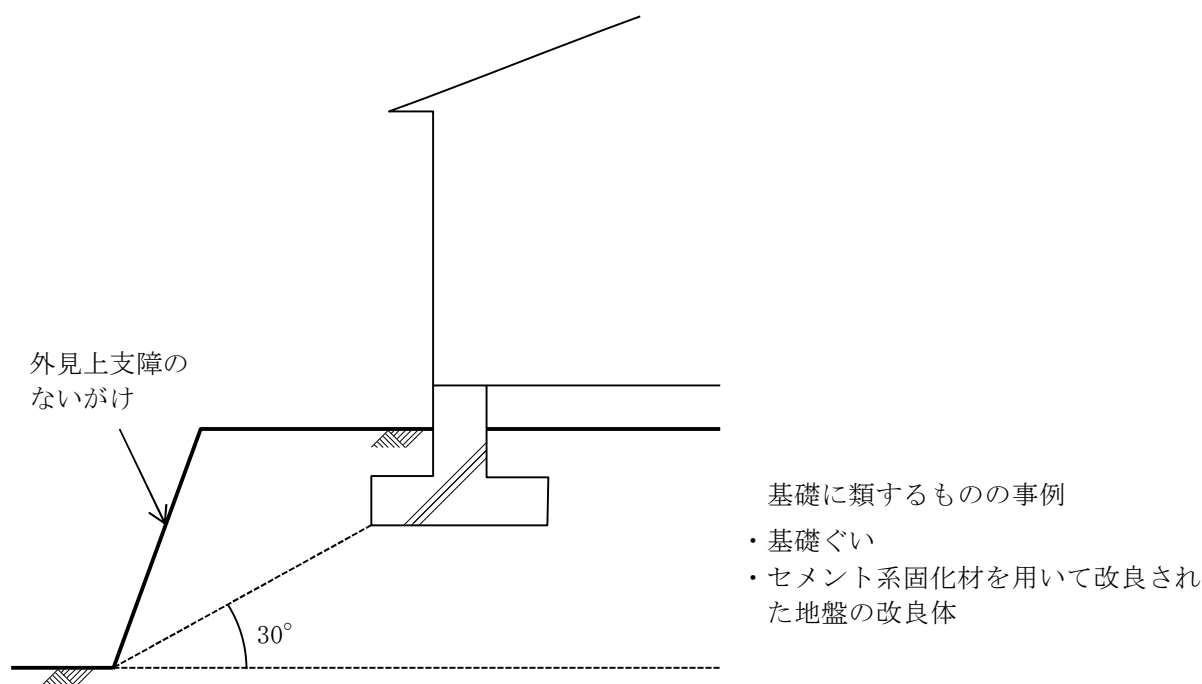 外見上支障の
ないがけ
基礎に類するものの事例
・基礎ぐい
・セメント系固化材を用いて改良され
た地盤の改良体
30°